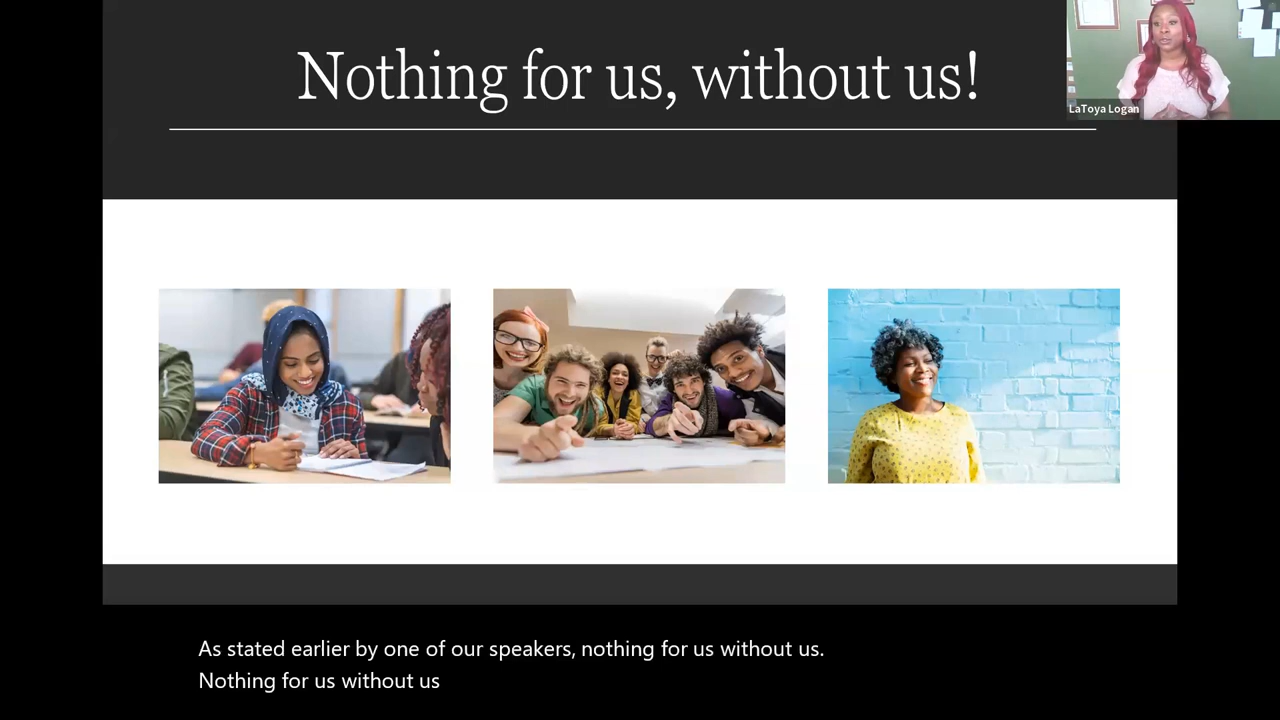 Nothing for us, without us!
LaToya Logan
As stated earlier by one of our speakers, nothing for us without us.
Nothing for us without us